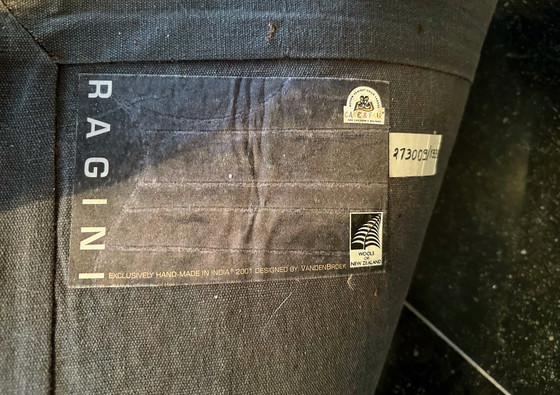 RAGINI
CARE & FAIR
273009
WOOLS
OF
NEW ZEALAND
EXCLUSIVELY HAND-MADE IN INDIA © 2001 DESIGNED BY VANDENBROEK